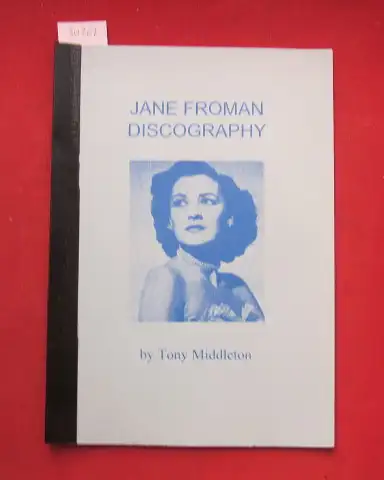 JANE FROMAN
DISCOGRAPHY
by Tony Middleton